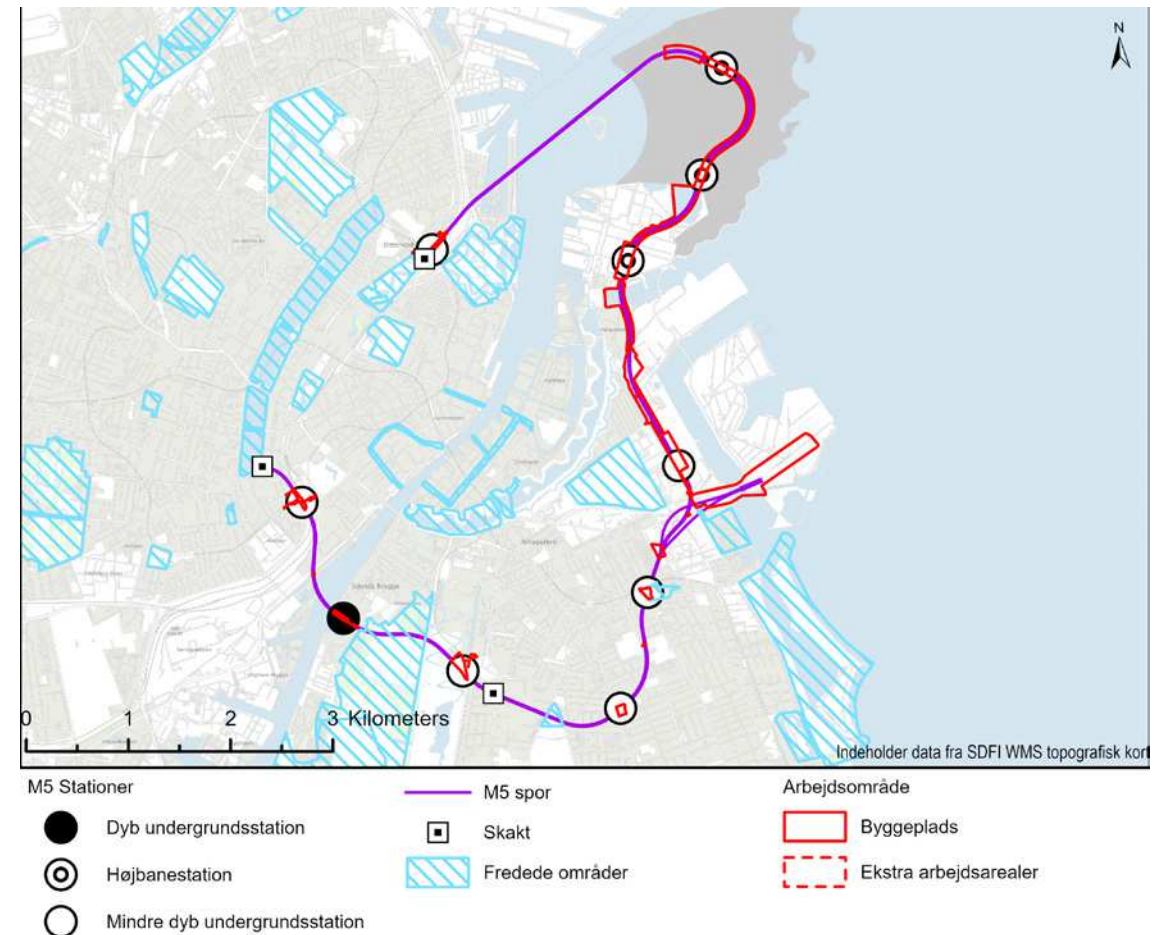 N
0 1 2 3 Kilometers
Indeholder data fra SDFI WMS topografisk kort
M5 Stationer
Dyb undergrundsstation
Højbanestation
Mindre dyb undergrundsstation
M5 spor
Skakt
Fredede områder
Arbejdsområde
Byggeplads
Ekstra arbejdsarealer